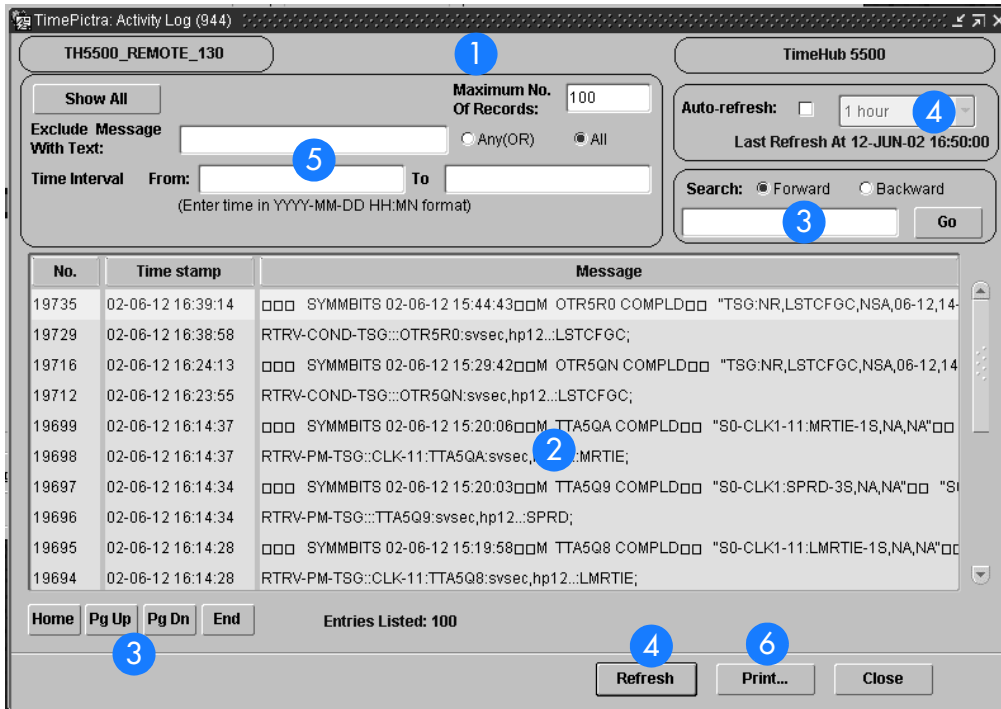 TimePictra: Activity Log (944)
TH5500_REMOTE_130
1
TimeHub 5500
Show All
Maximum No. Of Records: 100
Exclude Message With Text:
Any(OR) All
5
Time Interval From: To
(Enter time in YYYY-MM-DD HH:MN format)
Auto-refresh: 1 hour 4
Last Refresh At 12-JUN-02 16:50:00
Search: Forward Backward
3 Go
No. Time stamp Message
19735 02-06-12 16:39:14 □□□ SYMMBITS 02-06-12 15:44:43□□M OTR5R0 COMPLD□□ "TSG:NR,LSTCFGC,NSA,06-12,14-
19729 02-06-12 16:38:58 RTRV-COND-TSG:::OTR5R0:svsec,hp12..:LSTCFGC;
19716 02-06-12 16:24:13 □□□ SYMMBITS 02-06-12 15:29:42□□M OTR5QN COMPLD□□ "TSG:NR,LSTCFGC,NSA,06-12,14
19712 02-06-12 16:23:55 RTRV-COND-TSG:::OTR5QN:svsec,hp12..:LSTCFGC;
19699 02-06-12 16:14:37 □□□ SYMMBITS 02-06-12 15:20:06□□M TTA5QA COMPLD□□ "S0-CLK1-11:MRTIE-1S,NA,NA"□□
19698 02-06-12 16:14:37 RTRV-PM-TSG::CLK-11:TTA5QA:svsec, 2 :MRTIE;
19697 02-06-12 16:14:34 □□□ SYMMBITS 02-06-12 15:20:03□□M TTA5Q9 COMPLD□□ "S0-CLK1:SPRD-3S,NA,NA"□□ "S
19696 02-06-12 16:14:34 RTRV-PM-TSG:::TTA5Q9:svsec,hp12..:SPRD;
19695 02-06-12 16:14:28 □□□ SYMMBITS 02-06-12 15:19:58□□M TTA5Q8 COMPLD□□ "S0-CLK1-11:LMRTIE-1S,NA,NA"□
19694 02-06-12 16:14:28 RTRV-PM-TSG::CLK-11:TTA5Q8:svsec,hp12..:LMRTIE;
Home Pg Up Pg Dn End Entries Listed: 100
3
4 6
Refresh Print... Close